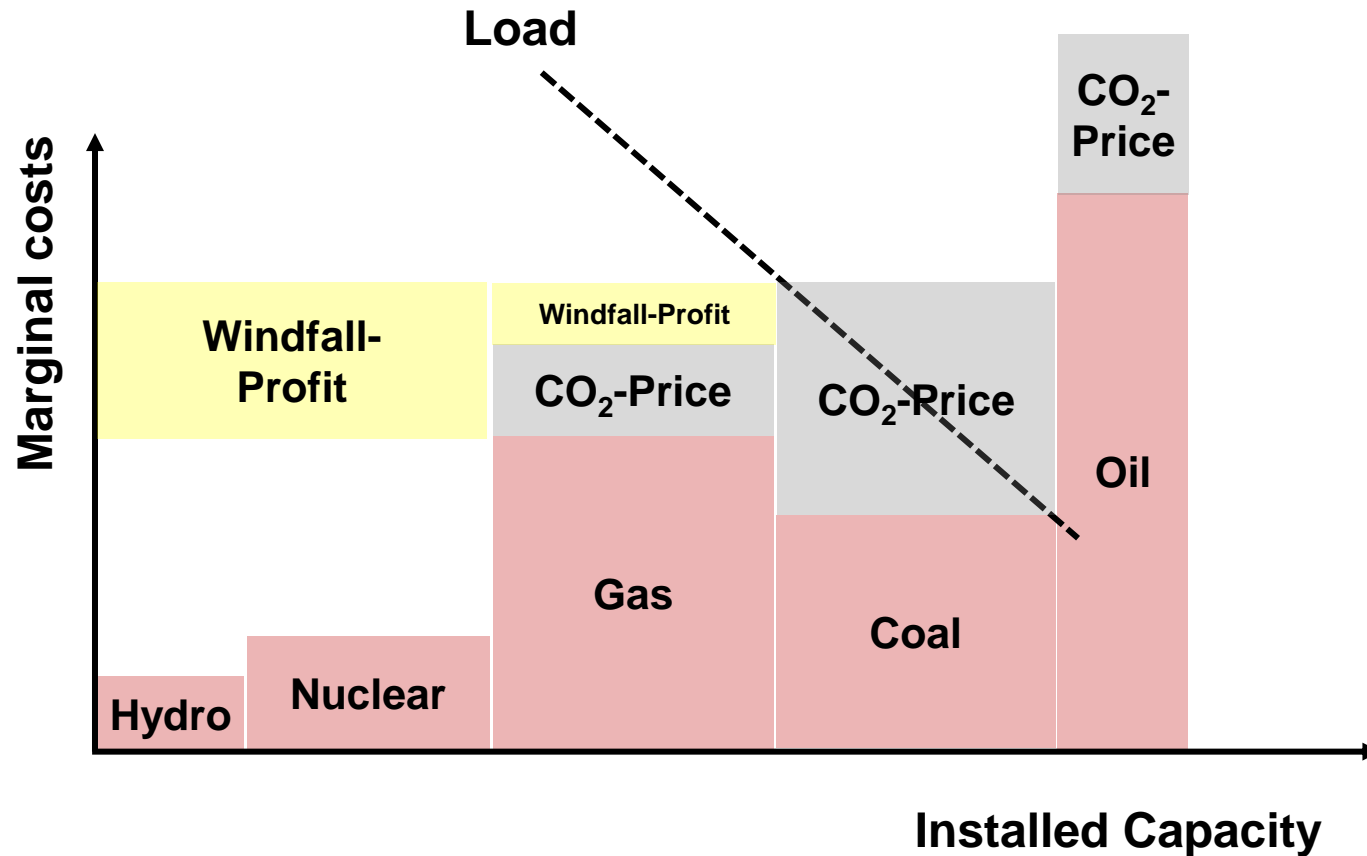 Load
CO₂-
Price
Marginal costs
Windfall-
Profit
Windfall-Profit
CO₂-Price
CO₂-Price
Oil
Gas
Coal
Nuclear
Hydro
Installed Capacity